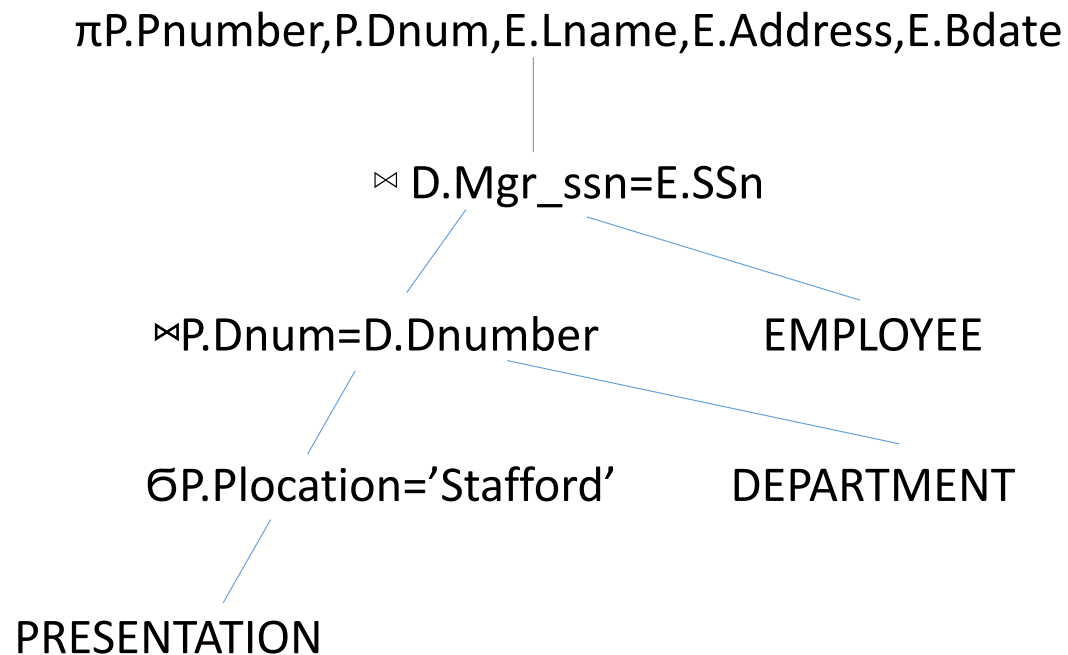 πP.Pnumber,P.Dnum,E.Lname,E.Address,E.Bdate
⋈ D.Mgr_ssn=E.SSn
⋈P.Dnum=D.Dnumber EMPLOYEE
ϬP.Plocation=’Stafford’ DEPARTMENT
PRESENTATION